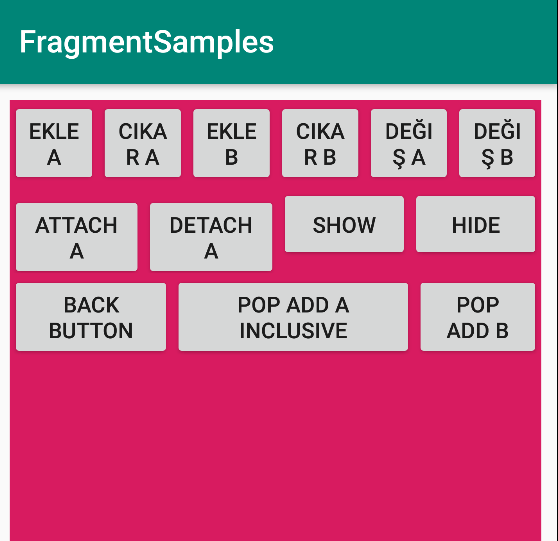 FragmentSamples
EKLE
A
CIKA
R A
EKLE
B
CIKA
R B
DEĞİ
Ş A
DEĞİ
Ş B
ATTACH
A
DETACH
A
SHOW
HIDE
BACK
BUTTON
POP ADD A
INCLUSIVE
POP
ADD B